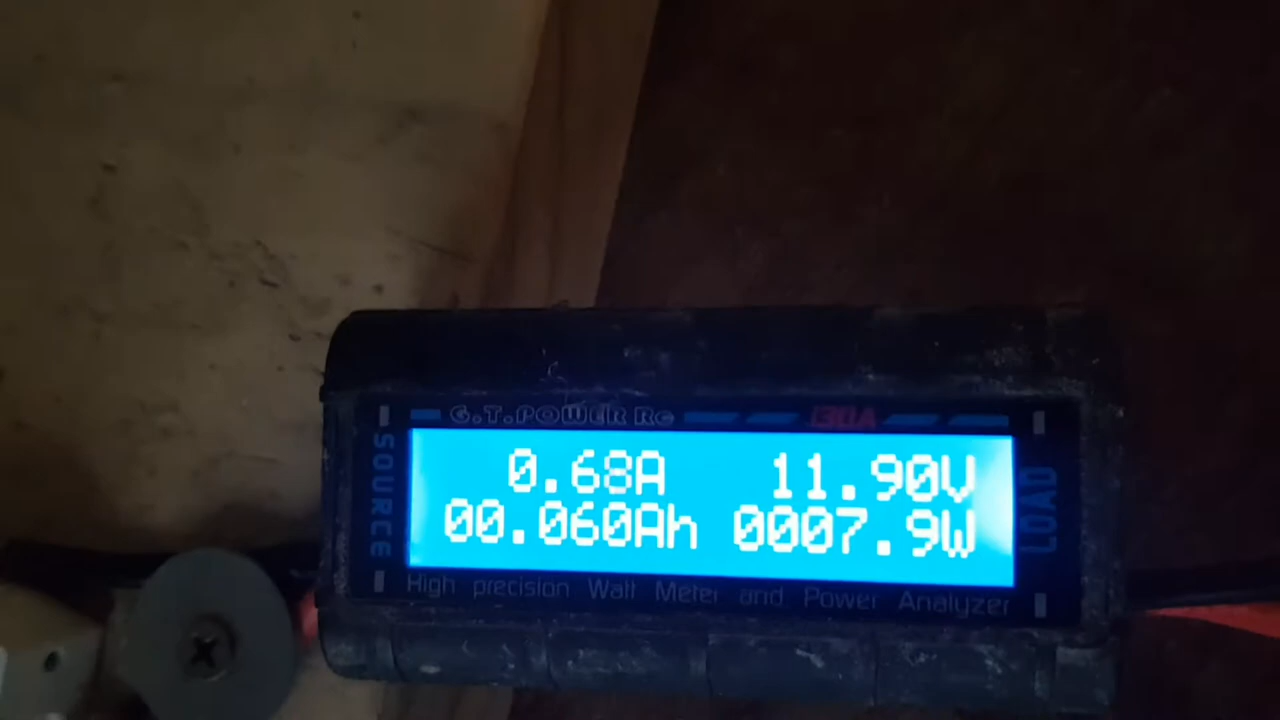 G.T.POWER RC 130A
SOURCE
0.68A 11.90V
00.060Ah 0007.9W
LOAD
High precision Watt Meter and Power Analyzer